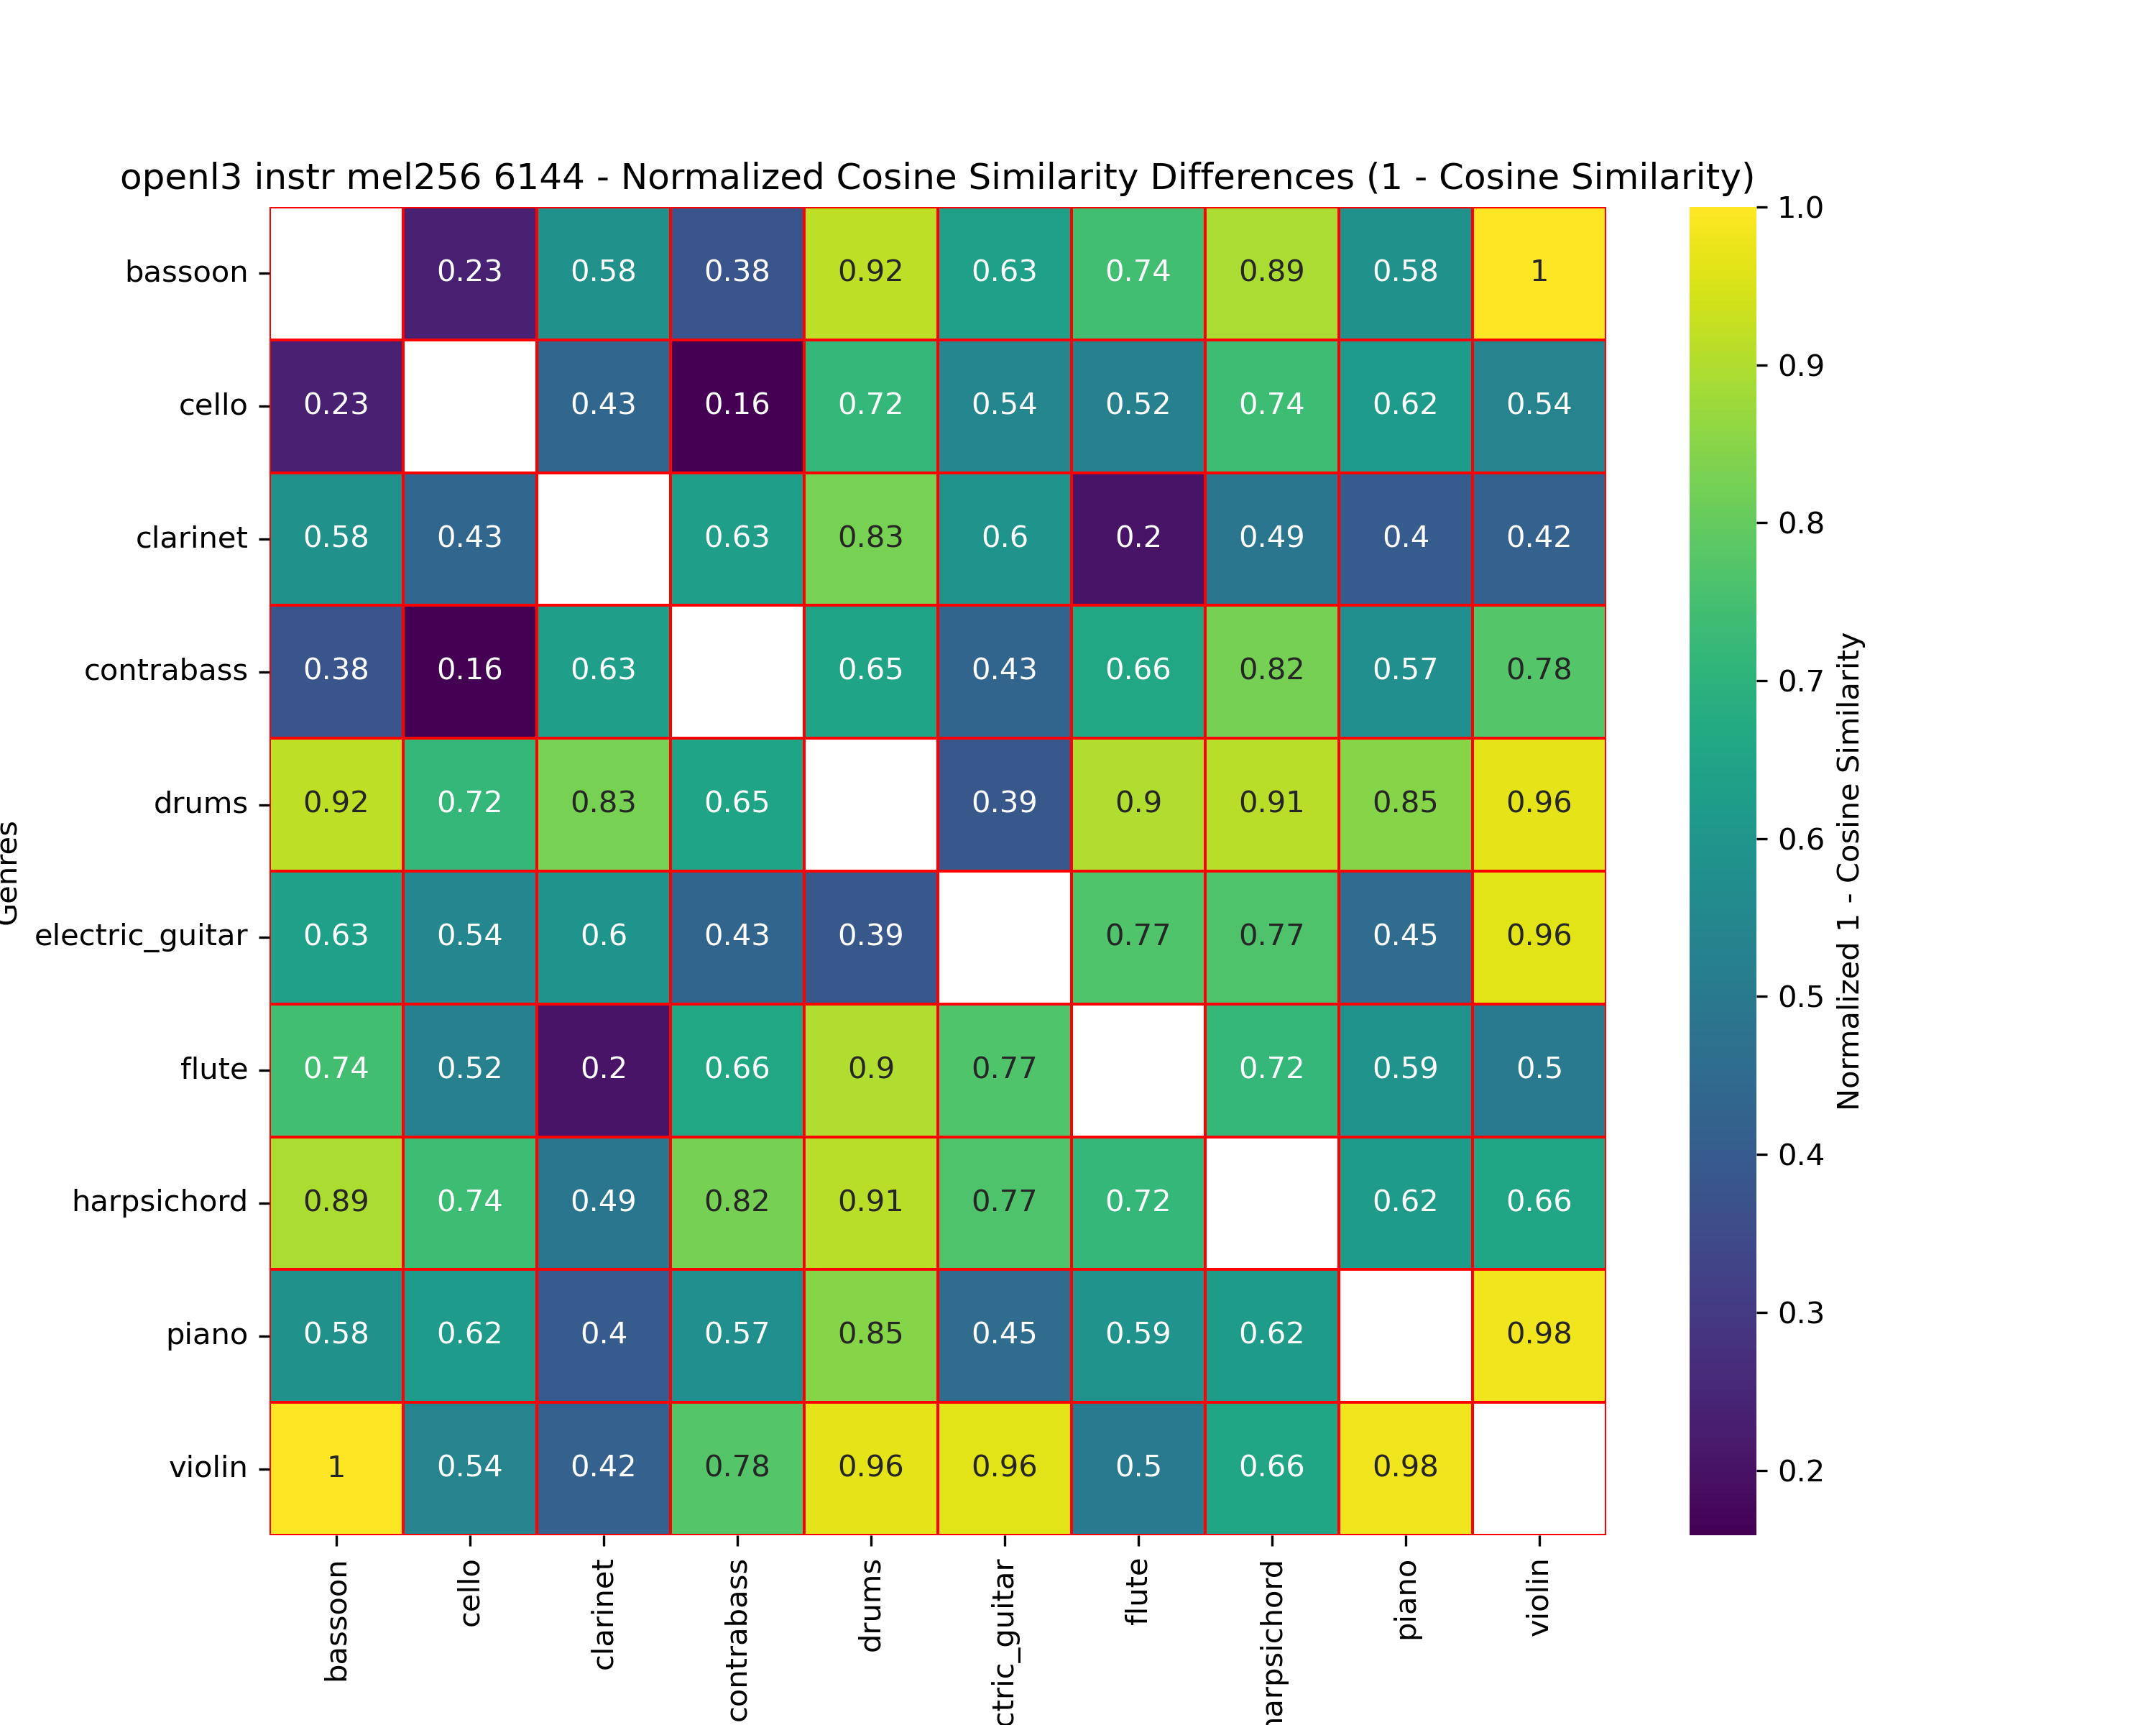 openl3 instr mel256 6144 - Normalized Cosine Similarity Differences (1 - Cosine Similarity)
Genres
bassoon 0.23 0.58 0.38 0.92 0.63 0.74 0.89 0.58 1
cello 0.23 0.43 0.16 0.72 0.54 0.52 0.74 0.62 0.54
clarinet 0.58 0.43 0.63 0.83 0.6 0.2 0.49 0.4 0.42
contrabass 0.38 0.16 0.63 0.65 0.43 0.66 0.82 0.57 0.78
drums 0.92 0.72 0.83 0.65 0.39 0.9 0.91 0.85 0.96
electric_guitar 0.63 0.54 0.6 0.43 0.39 0.77 0.77 0.45 0.96
flute 0.74 0.52 0.2 0.66 0.9 0.77 0.72 0.59 0.5
harpsichord 0.89 0.74 0.49 0.82 0.91 0.77 0.72 0.62 0.66
piano 0.58 0.62 0.4 0.57 0.85 0.45 0.59 0.62 0.98
violin 1 0.54 0.42 0.78 0.96 0.96 0.5 0.66 0.98
bassoon
cello
clarinet
contrabass
drums
ctric_guitar
flute
harpsichord
piano
violin
1.0
0.9
0.8
0.7
0.6
0.5
0.4
0.3
0.2
Normalized 1 - Cosine Similarity